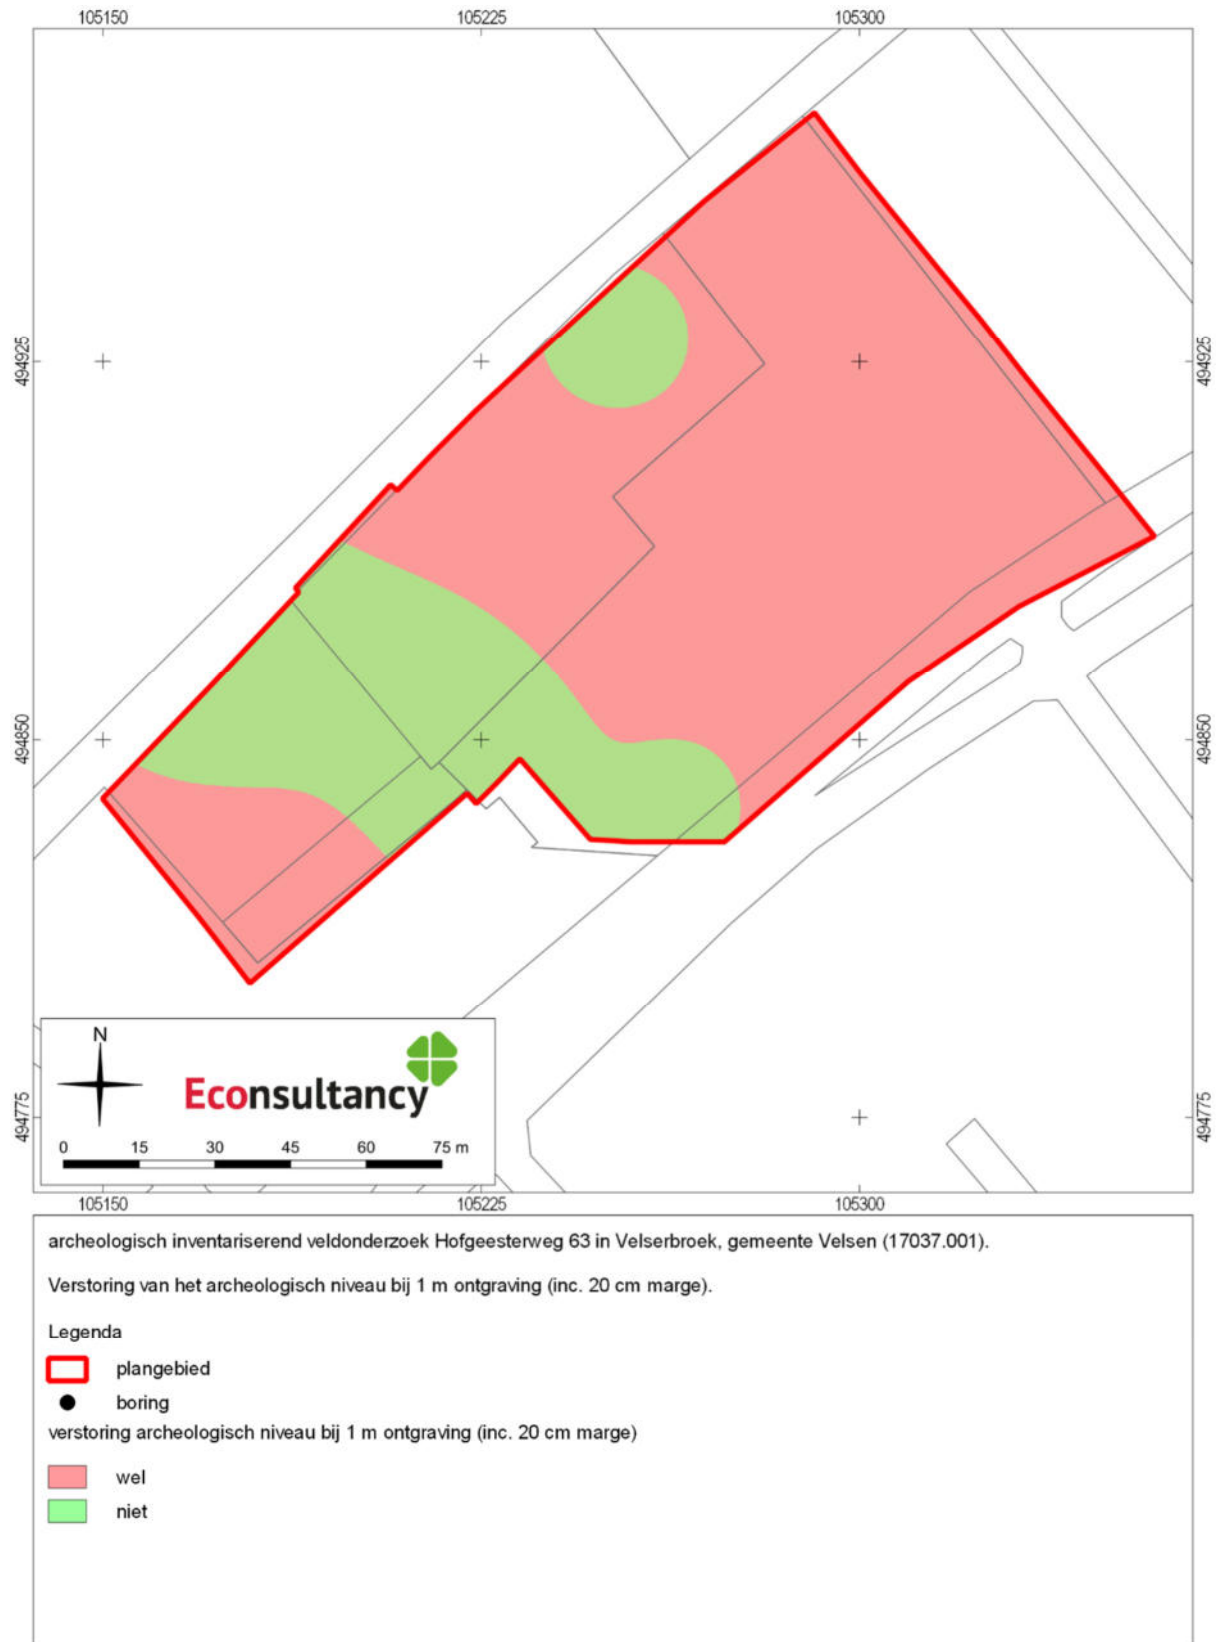 105150 105225 105300
494925 494925
494850 494850
494775 494775
N
Econsultancy
0 15 30 45 60 75 m
105150 105225 105300
archeologisch inventariserend veldonderzoek Hofgeesterweg 63 in Velserbroek, gemeente Velsen (17037.001).
Verstoring van het archeologisch niveau bij 1 m ontgraving (inc. 20 cm marge).
Legenda
plangebied
boring
verstoring archeologisch niveau bij 1 m ontgraving (inc. 20 cm marge)
wel
niet